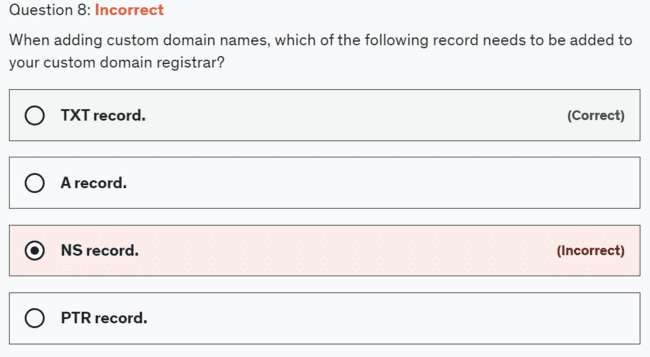 Question 8: Incorrect
When adding custom domain names, which of the following record needs to be added to
your custom domain registrar?
TXT record.
(Correct)
A record.
NS record.
(Incorrect)
PTR record.